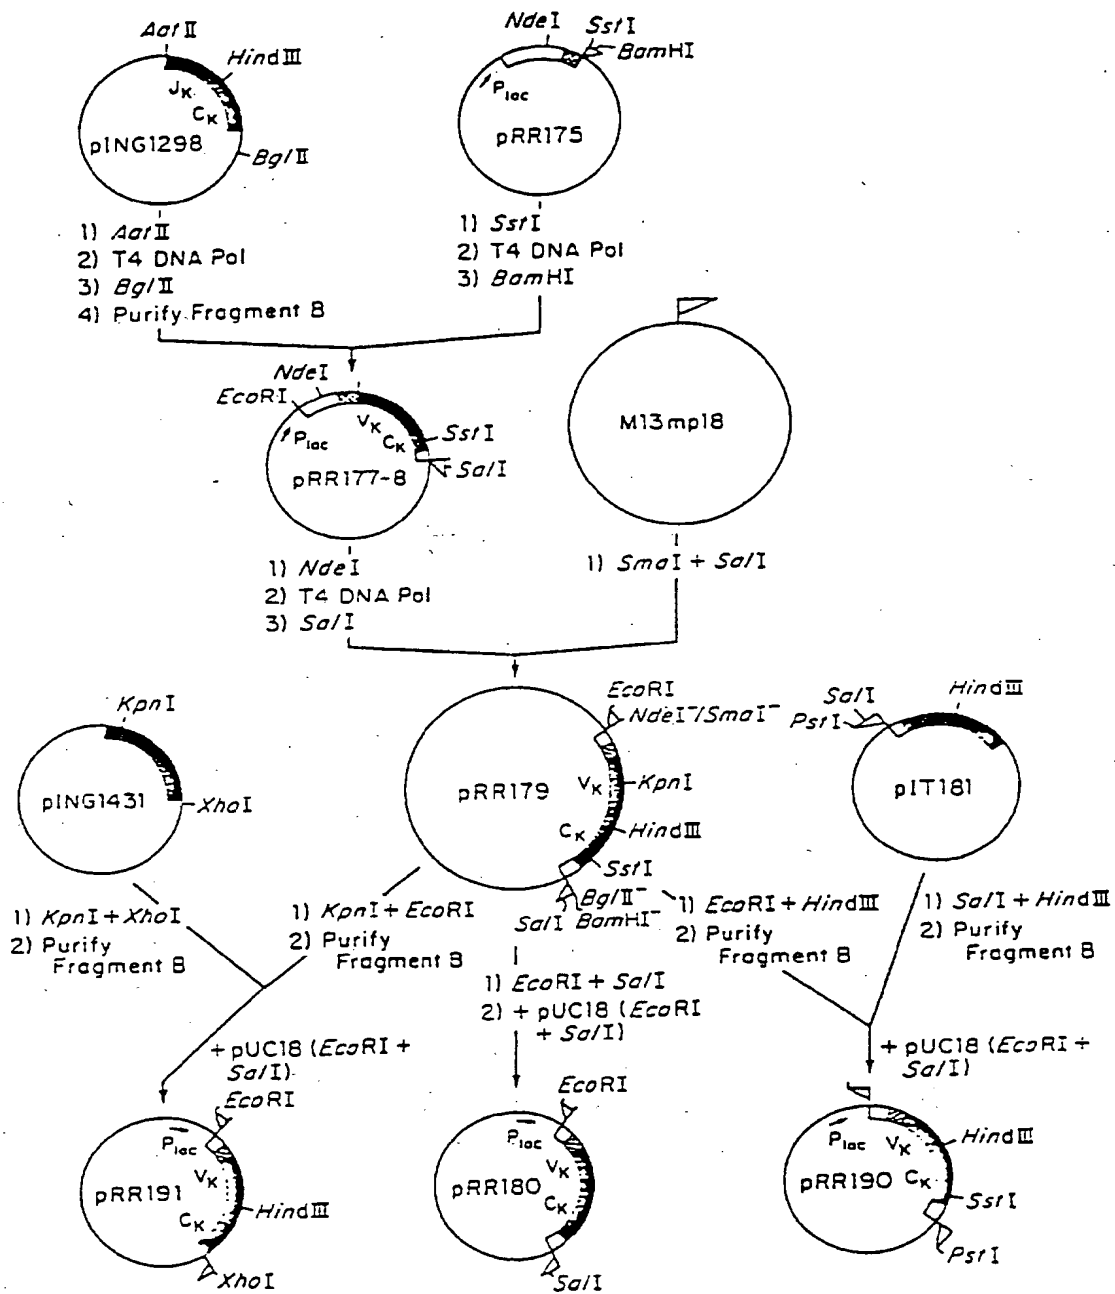 AatII
HindIII
JK
CK
pING1298
BglII
NdeI
SstI
BamHI
Plac
pRR175
1) AatII
2) T4 DNA Pol
3) BglII
4) Purify Fragment B
1) SstI
2) T4 DNA Pol
3) BamHI
NdeI
EcoRI
Plac
VK
CK
SstI
SalI
pRR177-8
M13mp18
1) NdeI
2) T4 DNA Pol
3) SalI
1) SmaI + SalI
KpnI
pING1431
XhoI
EcoRI
NdeI⁻/SmaI⁻
pRR179
VK
KpnI
CK
HindIII
SstI
BglII⁻
SalI BamHI⁻
SalI
HindIII
PstI
pIT181
1) KpnI + XhoI
2) Purify
Fragment B
1) KpnI + EcoRI
2) Purify
Fragment B
1) EcoRI + SalI
2) + pUC18 (EcoRI
+ SalI)
1) EcoRI + HindIII
2) Purify
Fragment B
1) SalI + HindIII
2) Purify
Fragment B
+ pUC18 (EcoRI +
SalI)
+ pUC18 (EcoRI +
SalI)
EcoRI
Plac
VK
pRR191
CK
HindIII
XhoI
EcoRI
Plac
VK
pRR180
CK
SalI
Plac
VK
HindIII
pRR190
CK
SstI
PstI